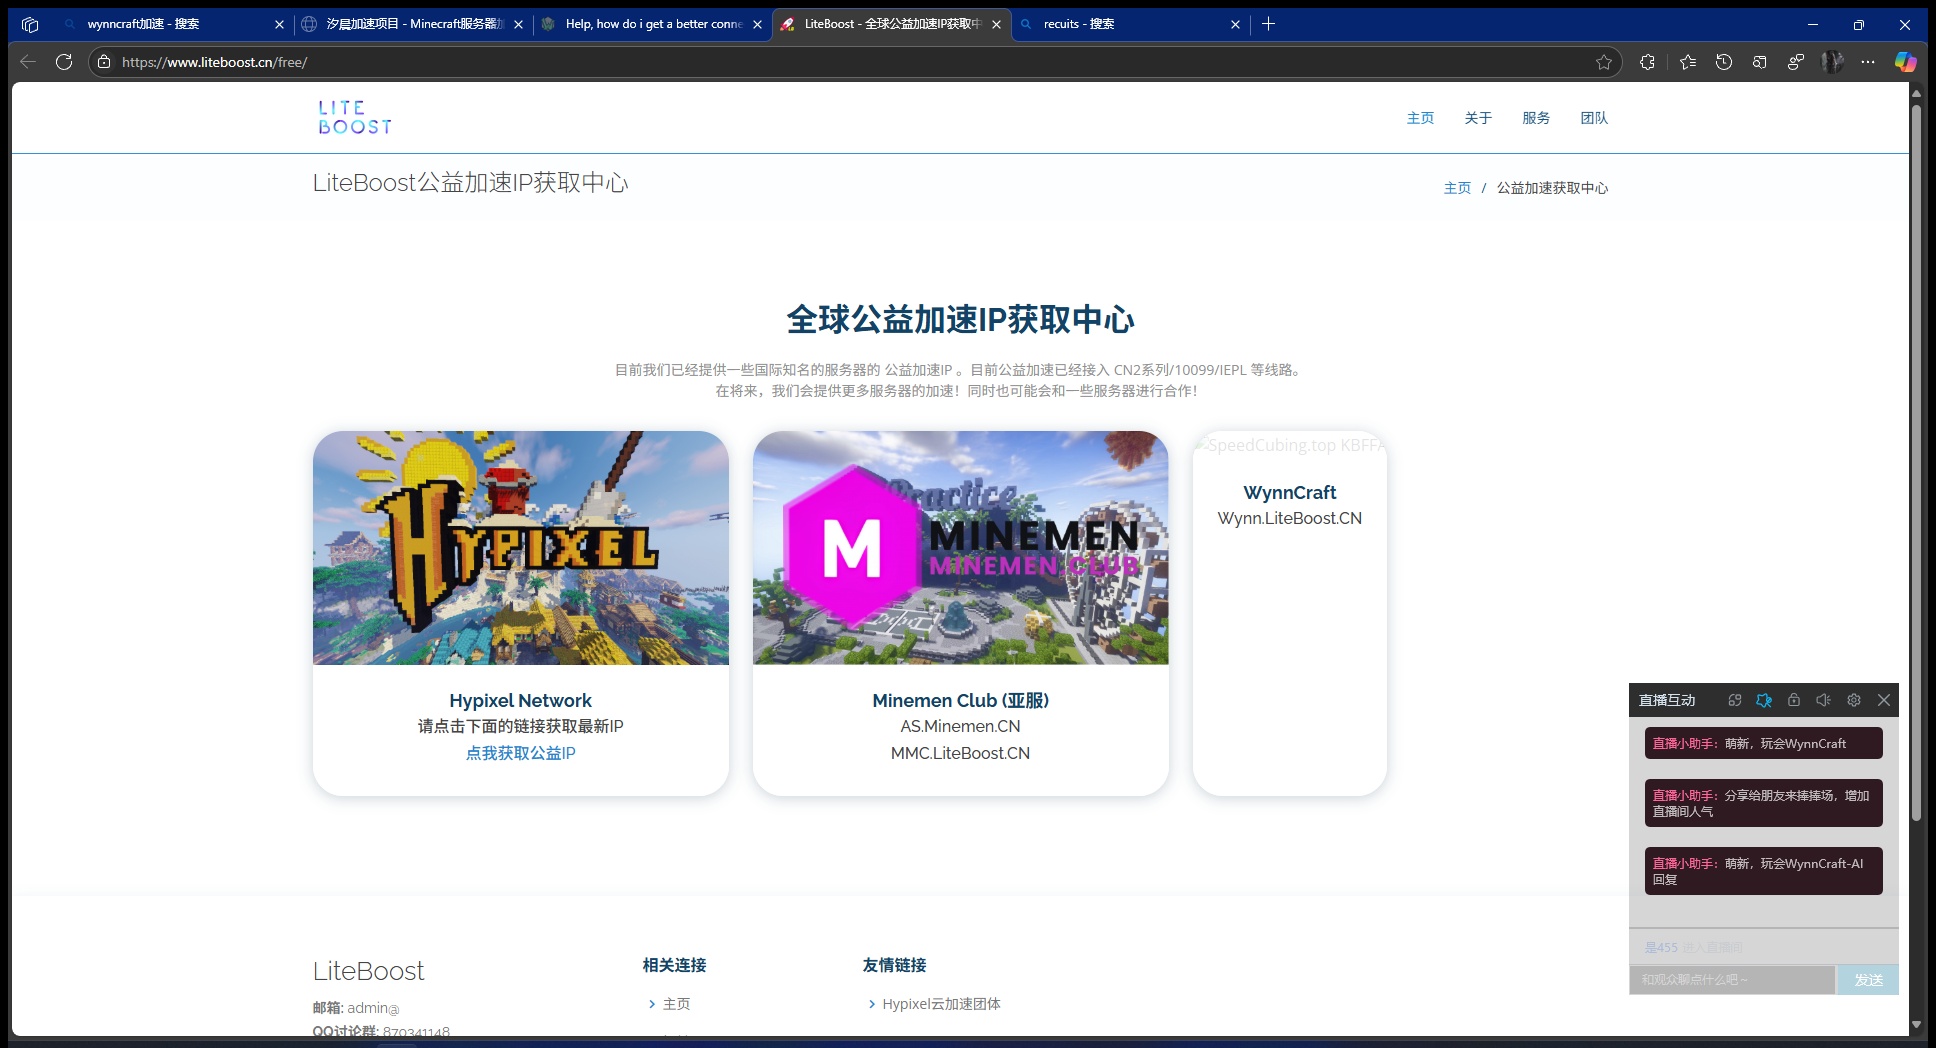 wynncraft加速 - 搜索
汐晨加速项目 - Minecraft服务器加
Help, how do i get a better conne
LiteBoost - 全球公益加速IP获取中
recuits - 搜索
https://www.liteboost.cn/free/
LITE
BOOST
主页
关于
服务
团队
LiteBoost公益加速IP获取中心
主页 / 公益加速获取中心
全球公益加速IP获取中心
目前我们已经提供一些国际知名的服务器的 公益加速IP 。目前公益加速已经接入 CN2系列/10099/IEPL 等线路。
在将来，我们会提供更多服务器的加速！同时也可能会和一些服务器进行合作！
HYPIXEL
Hypixel Network
请点击下面的链接获取最新IP
点我获取公益IP
Practice
M
MINEMEN
MINEMEN.CLUB
Minemen Club (亚服)
AS.Minemen.CN
MMC.LiteBoost.CN
SpeedCubing.top KBFFA
WynnCraft
Wynn.LiteBoost.CN
直播互动
直播小助手：萌新，玩会WynnCraft
直播小助手：分享给朋友来捧捧场，增加
直播间人气
直播小助手：萌新，玩会WynnCraft-AI
回复
是455 进入直播间
和观众聊点什么吧~
发送
LiteBoost
邮箱: admin@
QQ讨论群: 870341148
相关连接
主页
友情链接
Hypixel云加速团体